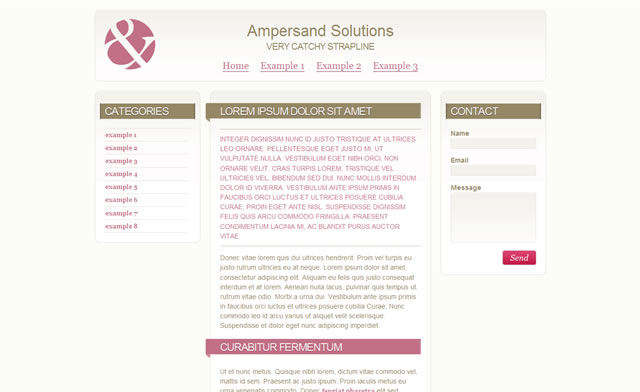 &
Ampersand Solutions
VERY CATCHY STRAPLINE
Home Example 1 Example 2 Example 3
CATEGORIES
example 1
example 2
example 3
example 4
example 5
example 6
example 7
example 8
LOREM IPSUM DOLOR SIT AMET
INTEGER DIGNISSIM NUNC ID JUSTO TRISTIQUE AT ULTRICES
LEO ORNARE. PELLENTESQUE EGET JUSTO MI, UT
VULPUTATE NULLA. VESTIBULUM EGET NIBH ORCI, NON
ORNARE VELIT. CRAS TURPIS LOREM, TRISTIQUE VEL
ULTRICIES VEL, BIBENDUM SED DUI. NUNC MOLLIS INTERDUM
DOLOR ID VIVERRA. VESTIBULUM ANTE IPSUM PRIMIS IN
FAUCIBUS ORCI LUCTUS ET ULTRICES POSUERE CUBILIA
CURAE; PROIN EGET ANTE NISL. SUSPENDISSE DIGNISSIM
FELIS QUIS ARCU COMMODO FRINGILLA. PRAESENT
CONDIMENTUM LACINIA MI, AC BLANDIT PURUS AUCTOR
VITAE.
Donec vitae lorem quis dui ultrices hendrerit. Proin vel turpis eu
justo rutrum ultricies eu at neque. Lorem ipsum dolor sit amet,
consectetur adipiscing elit. Aliquam eu felis quis justo consequat
interdum et at lorem. Aenean nulla lacus, pulvinar quis tempus ut,
rutrum vitae odio. Morbi a urna dui. Vestibulum ante ipsum primis
in faucibus orci luctus et ultrices posuere cubilia Curae; Nunc
commodo leo id arcu varius ut aliquet velit scelerisque.
Suspendisse et dolor eget nunc adipiscing imperdiet.
CURABITUR FERMENTUM
Ut et nunc metus. Quisque nibh lorem, dictum vitae commodo vel,
mattis id sem. Praesent ac justo ipsum. Proin iaculis metus eu
urna venenatis commodo. Donec feugiat pharetra elit sed
CONTACT
Name
Email
Message
Send